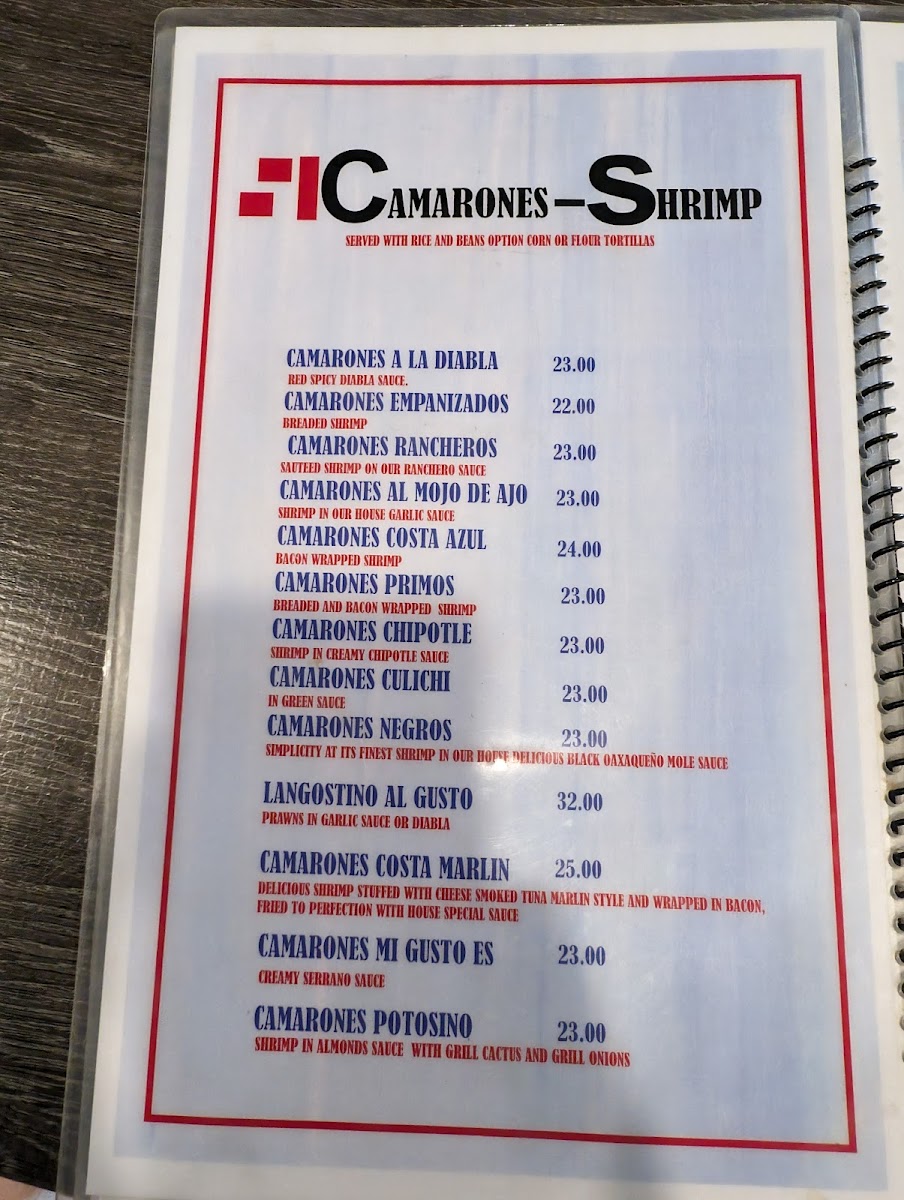 CAMARONES – SHRIMP
SERVED WITH RICE AND BEANS OPTION CORN OR FLOUR TORTILLAS
CAMARONES A LA DIABLA 23.00
RED SPICY DIABLA SAUCE.
CAMARONES EMPANIZADOS 22.00
BREADED SHRIMP
CAMARONES RANCHEROS 23.00
SAUTEED SHRIMP ON OUR RANCHERO SAUCE
CAMARONES AL MOJO DE AJO 23.00
SHRIMP IN OUR HOUSE GARLIC SAUCE
CAMARONES COSTA AZUL 24.00
BACON WRAPPED SHRIMP
CAMARONES PRIMOS 23.00
BREADED AND BACON WRAPPED SHRIMP
CAMARONES CHIPOTLE 23.00
SHRIMP IN CREAMY CHIPOTLE SAUCE
CAMARONES CULICHI 23.00
IN GREEN SAUCE
CAMARONES NEGROS 23.00
SIMPLICITY AT ITS FINEST SHRIMP IN OUR HOUSE DELICIOUS BLACK OAXAQUEÑO MOLE SAUCE
LANGOSTINO AL GUSTO 32.00
PRAWNS IN GARLIC SAUCE OR DIABLA
CAMARONES COSTA MARLIN 25.00
DELICIOUS SHRIMP STUFFED WITH CHEESE SMOKED TUNA MARLIN STYLE AND WRAPPED IN BACON,
FRIED TO PERFECTION WITH HOUSE SPECIAL SAUCE
CAMARONES MI GUSTO ES 23.00
CREAMY SERRANO SAUCE
CAMARONES POTOSINO 23.00
SHRIMP IN ALMONDS SAUCE WITH GRILL CACTUS AND GRILL ONIONS